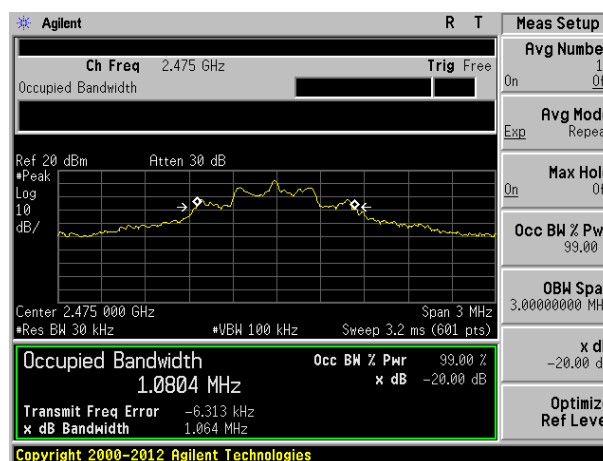 Agilent R T Meas Setup
Ch Freq 2.475 GHz Trig Free
Occupied Bandwidth
Ref 20 dBm Atten 30 dB
#Peak
Log
10
dB/
Center 2.475 000 GHz Span 3 MHz
#Res BW 30 kHz #VBW 100 kHz Sweep 3.2 ms (601 pts)
Occupied Bandwidth Occ BW % Pwr 99.00 %
1.0804 MHz x dB -20.00 dB
Transmit Freq Error -6.313 kHz
x dB Bandwidth 1.064 MHz
Copyright 2000-2012 Agilent Technologies
Avg Numbe
1
On O
Avg Mod
Exp Repea
Max Hol
On Of
Occ BW % Pw
99.00
OBW Spa
3.00000000 MH
x d
-20.00 d
Optimiz
Ref Leve